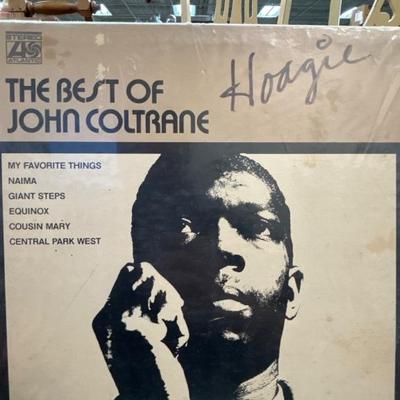 STEREO
ATLANTIC
THE BEST OF
JOHN COLTRANE
Hoagie
MY FAVORITE THINGS
NAIMA
GIANT STEPS
EQUINOX
COUSIN MARY
CENTRAL PARK WEST